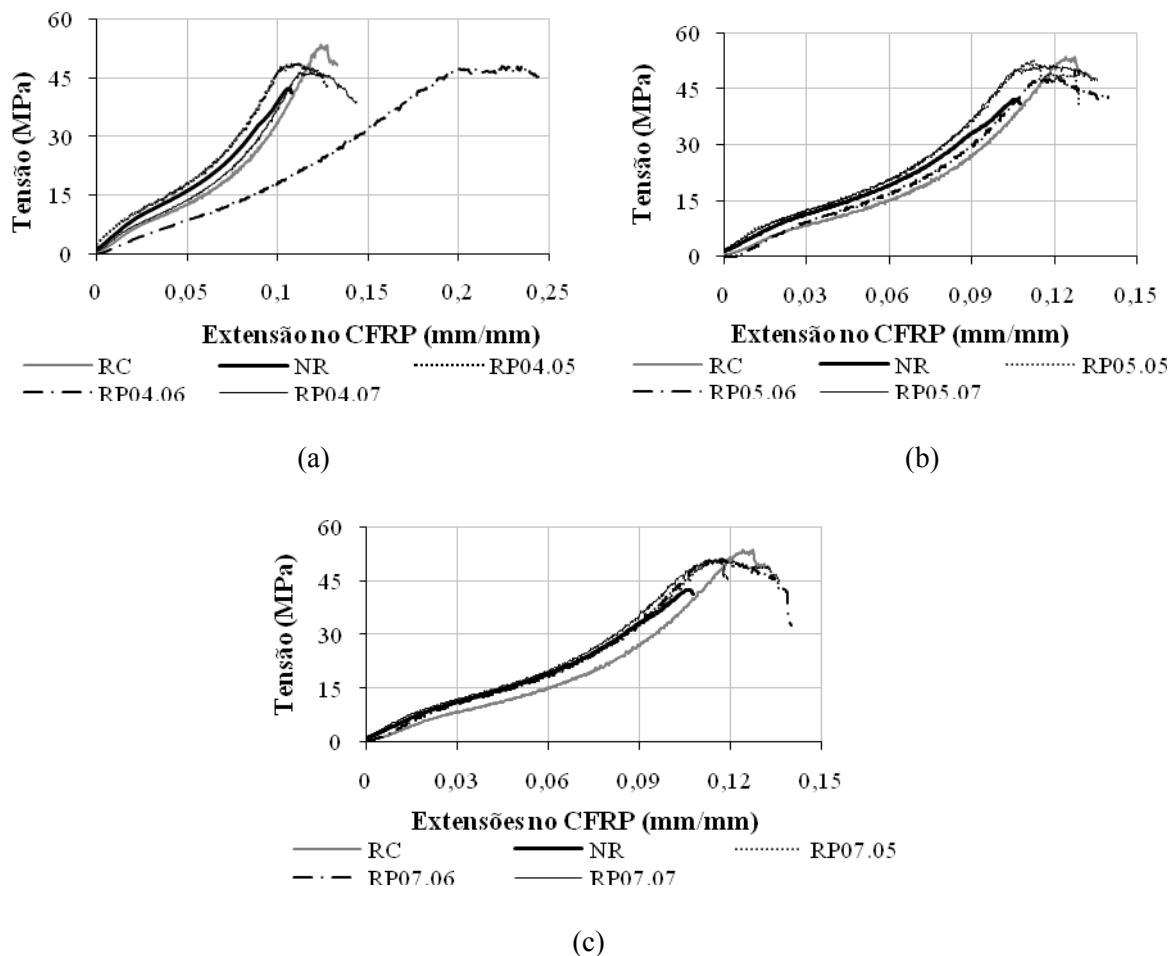 60
45
30
15
0
Tensão (MPa)
0 0,05 0,1 0,15 0,2 0,25
Extensão no CFRP (mm/mm)
RC NR RP04.05
RP04.06 RP04.07
(a)
60
45
30
15
0
Tensão (MPa)
0 0,03 0,06 0,09 0,12 0,15
Extensão no CFRP (mm/mm)
RC NR RP05.05
RP05.06 RP05.07
(b)
60
45
30
15
0
Tensão (MPa)
0 0,03 0,06 0,09 0,12 0,15
Extensões no CFRP (mm/mm)
RC NR RP07.05
RP07.06 RP07.07
(c)